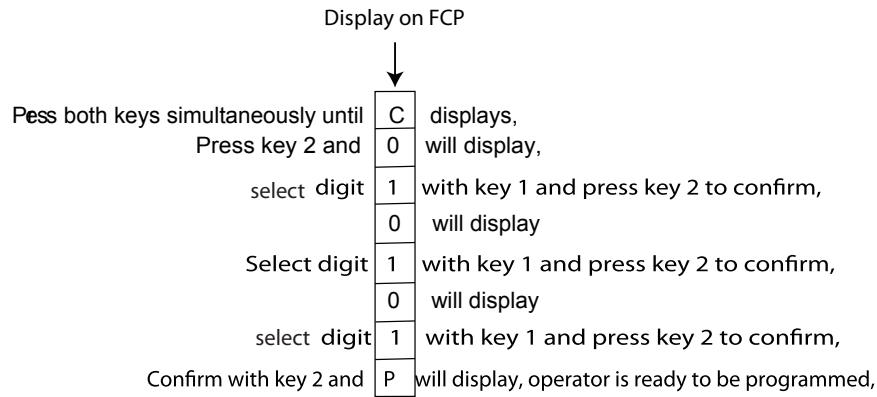 Display on FCP
Press both keys simultaneously until C displays,
Press key 2 and 0 will display,
select digit 1 with key 1 and press key 2 to confirm,
0 will display
Select digit 1 with key 1 and press key 2 to confirm,
0 will display
select digit 1 with key 1 and press key 2 to confirm,
Confirm with key 2 and P will display, operator is ready to be programmed,